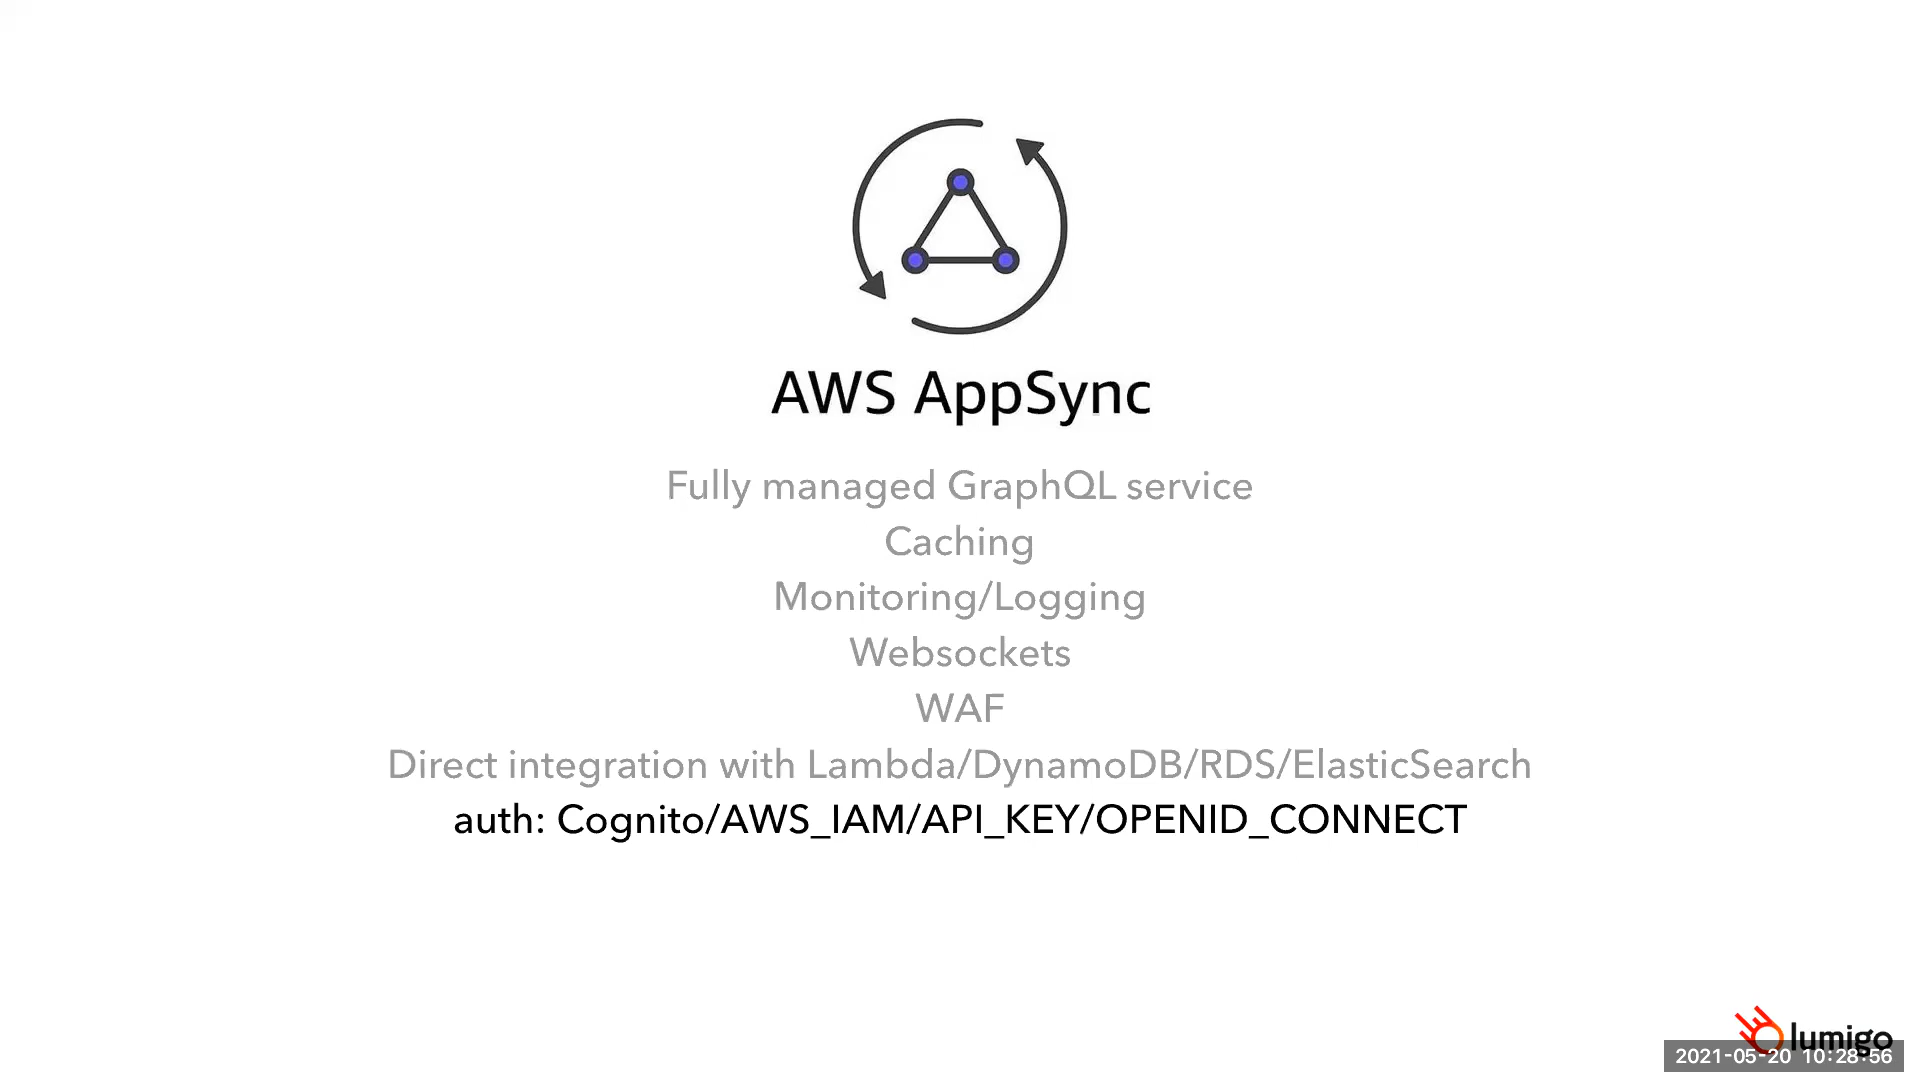 AWS AppSync
Fully managed GraphQL service
Caching
Monitoring/Logging
Websockets
WAF
Direct integration with Lambda/DynamoDB/RDS/ElasticSearch
auth: Cognito/AWS_IAM/API_KEY/OPENID_CONNECT
lumigo
2021-05-20 10:28:56